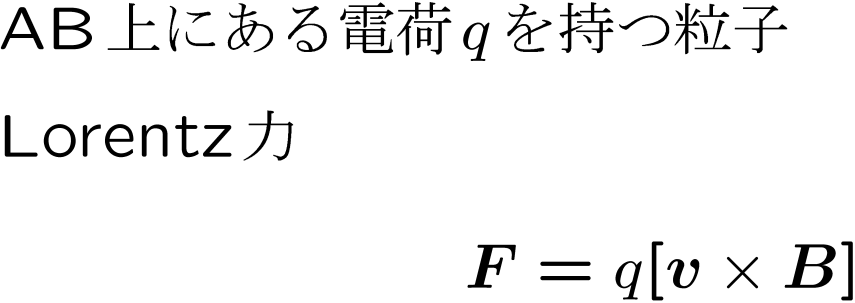 AB上にある電荷qを持つ粒子
Lorentz力
F = q[v × B]